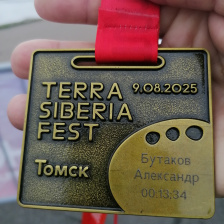 TERRA 9.08.2025
SIBERIA
FEST
Томск
Бутаков
Александр
00:13:34